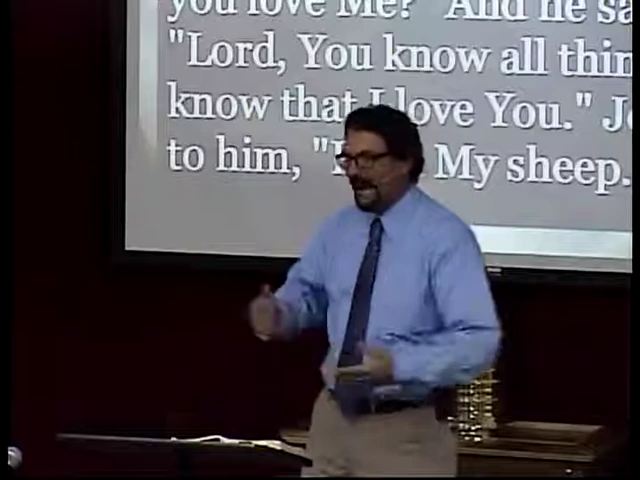 you love Me?" And he sa
"Lord, You know all thin
know that I love You." Je
to him, " My sheep.